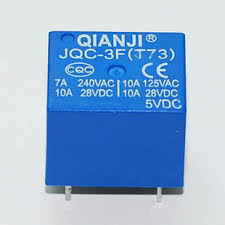 QIANJI®
JQC-3F(T73)
CQC CE
7A 240VAC 10A 125VAC
10A 28VDC 10A 28VDC
5VDC